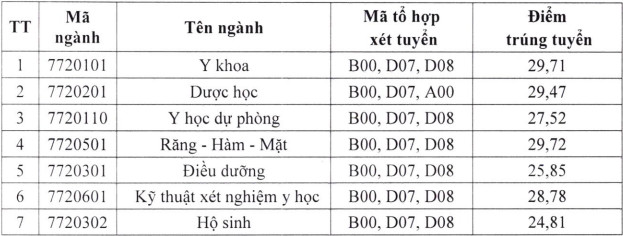 TT Mã ngành Tên ngành Mã tổ hợp xét tuyển Điểm trúng tuyển
1 7720101 Y khoa B00, D07, D08 29,71
2 7720201 Dược học B00, D07, A00 29,47
3 7720110 Y học dự phòng B00, D07, D08 27,52
4 7720501 Răng - Hàm - Mặt B00, D07, D08 29,72
5 7720301 Điều dưỡng B00, D07, D08 25,85
6 7720601 Kỹ thuật xét nghiệm y học B00, D07, D08 28,78
7 7720302 Hộ sinh B00, D07, D08 24,81